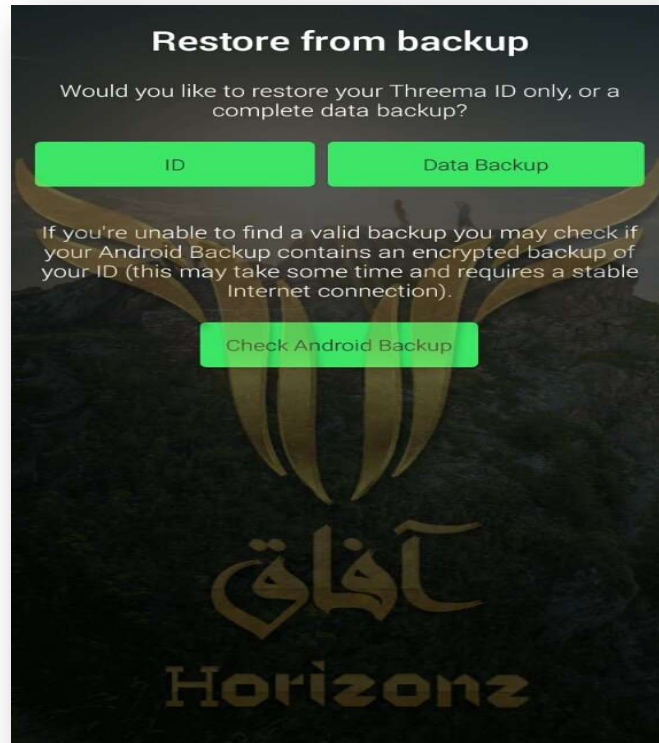 Restore from backup
Would you like to restore your Threema ID only, or a
complete data backup?
ID
Data Backup
If you're unable to find a valid backup you may check if
your Android Backup contains an encrypted backup of
your ID (this may take some time and requires a stable
Internet connection).
Check Android Backup
آفاق
Horizonz